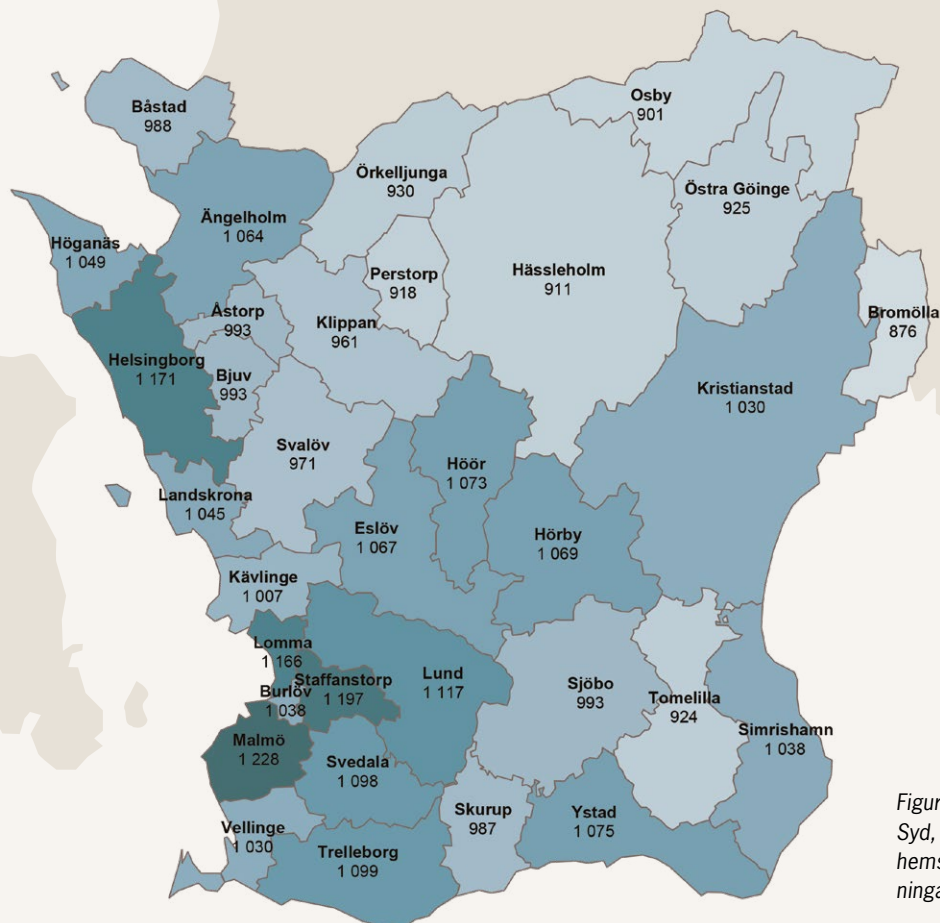 Osby
901
Båstad
988
Örkelljunga
930
Östra Göinge
925
Ängelholm
1 064
Höganäs
1 049
Perstorp
918
Hässleholm
911
Åstorp
993
Klippan
961
Bromölla
876
Helsingborg
1 171
Bjuv
993
Kristianstad
1 030
Svalöv
971
Höör
1 073
Landskrona
1 045
Eslöv
1 067
Hörby
1 069
Kävlinge
1 007
Lomma
1 166
Staffanstorp
1 197
Lund
1 117
Burlöv
1 038
Sjöbo
993
Tomelilla
924
Simrishamn
1 038
Malmö
1 228
Svedala
1 098
Skurup
987
Ystad
1 075
Vellinge
1 030
Trelleborg
1 099
Figur
Syd,
hems
ninga